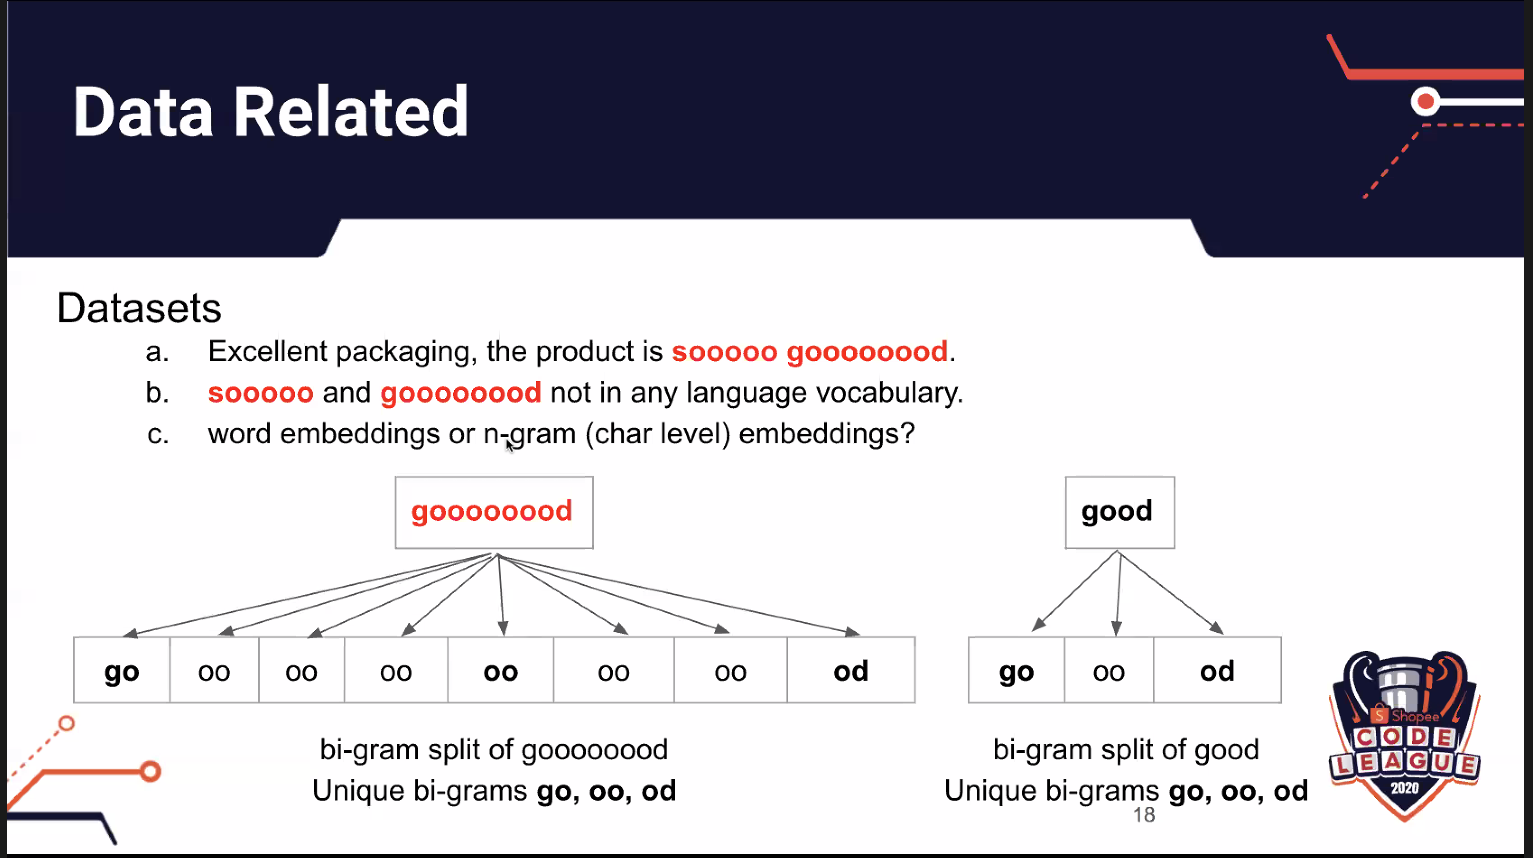 Data Related
Datasets
a. Excellent packaging, the product is sooooo goooooood.
b. sooooo and goooooood not in any language vocabulary.
c. word embeddings or n-gram (char level) embeddings?
goooooood
good
go oo oo oo oo oo oo od
go oo od
bi-gram split of goooooood
Unique bi-grams go, oo, od
bi-gram split of good
Unique bi-grams go, oo, od
18
Shopee
CODE
LEAGUE
2020